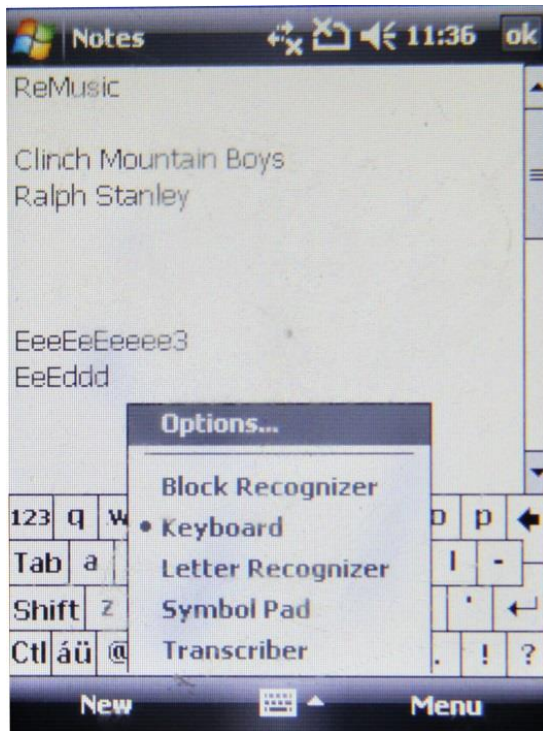 Notes 11:36 ok
ReMusic
Clinch Mountain Boys
Ralph Stanley
EeeEeEeeee3
EeEddd
Options...
Block Recognizer
Keyboard
Letter Recognizer
Symbol Pad
Transcriber
123 q w p
Tab a l -
Shift z '
Ctl áü @ . ! ?
New Menu